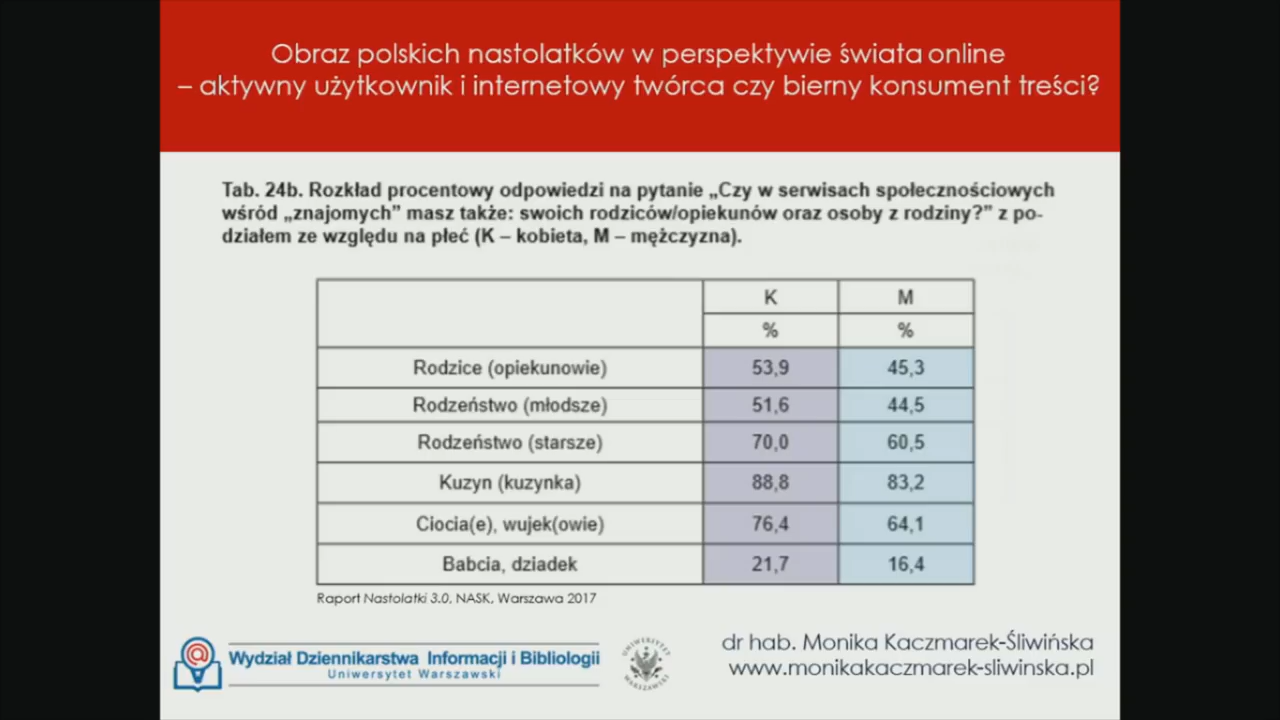 Obraz polskich nastolatków w perspektywie świata online
– aktywny użytkownik i internetowy twórca czy bierny konsument treści?
Tab. 24b. Rozkład procentowy odpowiedzi na pytanie „Czy w serwisach społecznościowych
wśród „znajomych” masz także: swoich rodziców/opiekunów oraz osoby z rodziny?” z po-
działem ze względu na płeć (K – kobieta, M – mężczyzna).
K M
% %
Rodzice (opiekunowie) 53,9 45,3
Rodzeństwo (młodsze) 51,6 44,5
Rodzeństwo (starsze) 70,0 60,5
Kuzyn (kuzynka) 88,8 83,2
Ciocia(e), wujek(owie) 76,4 64,1
Babcia, dziadek 21,7 16,4
Raport Nastolatki 3.0, NASK, Warszawa 2017
Wydział Dziennikarstwa Informacji i Bibliologii
Uniwersytet Warszawski
UNIWERSYTET
WARSZAWSKI
dr hab. Monika Kaczmarek-Śliwińska
www.monikakaczmarek-sliwinska.pl